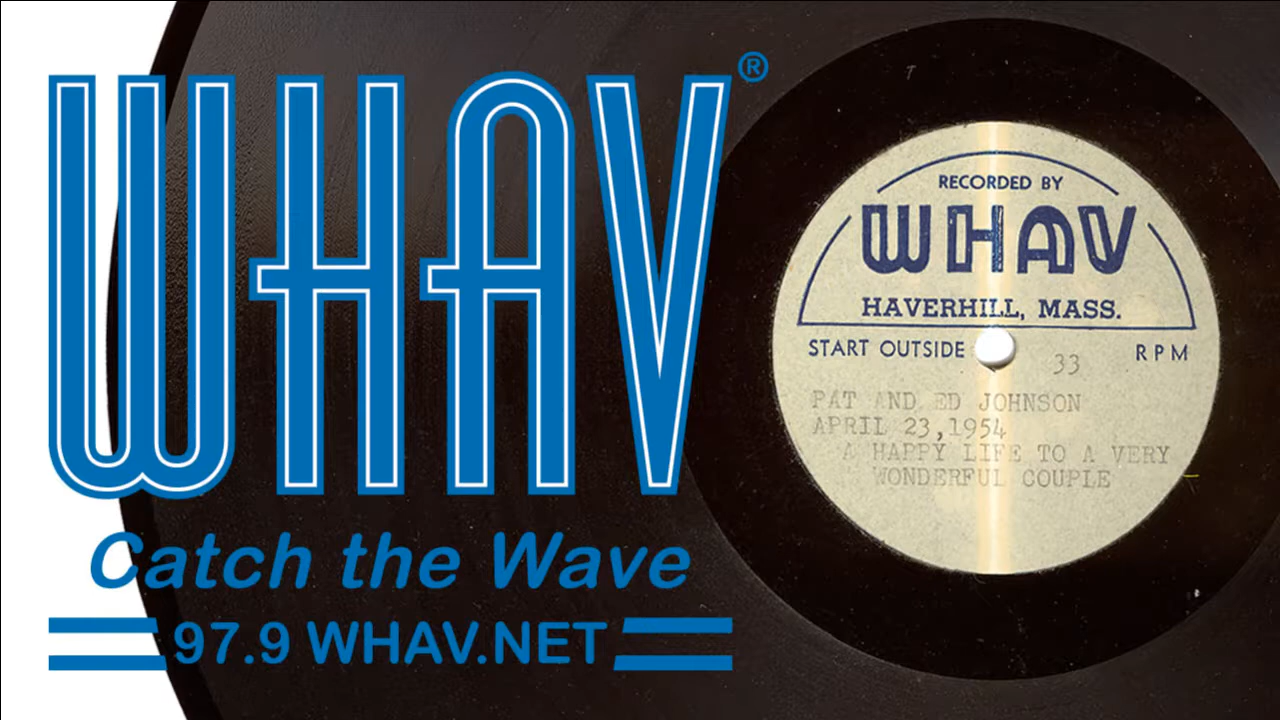 WHAV®
Catch the Wave
97.9 WHAV.NET
RECORDED BY
WHAV
HAVERHILL, MASS.
START OUTSIDE
33 RPM
PAT AND ED JOHNSON
APRIL 23,1954
A HAPPY LIFE TO A VERY
WONDERFUL COUPLE